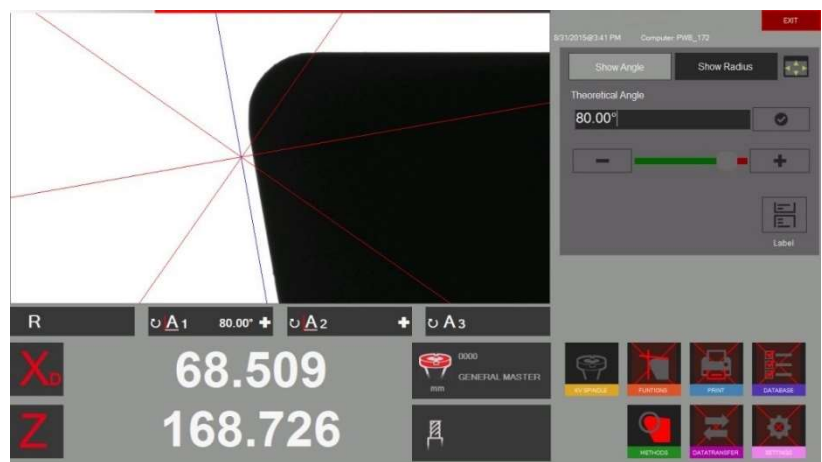 EXIT
8/31/2015@3:41 PM Computer: PWB_172
Show Angle Show Radius
Theoretical Angle
80.00°
Label
R
A1 80.00° +
A2 +
A3
XD 68.509
0000
GENERAL MASTER
mm
Z 168.726
KV SPINDLE FUNTIONS PRINT DATABASE
METHODS DATATRANSFER SETTINGS